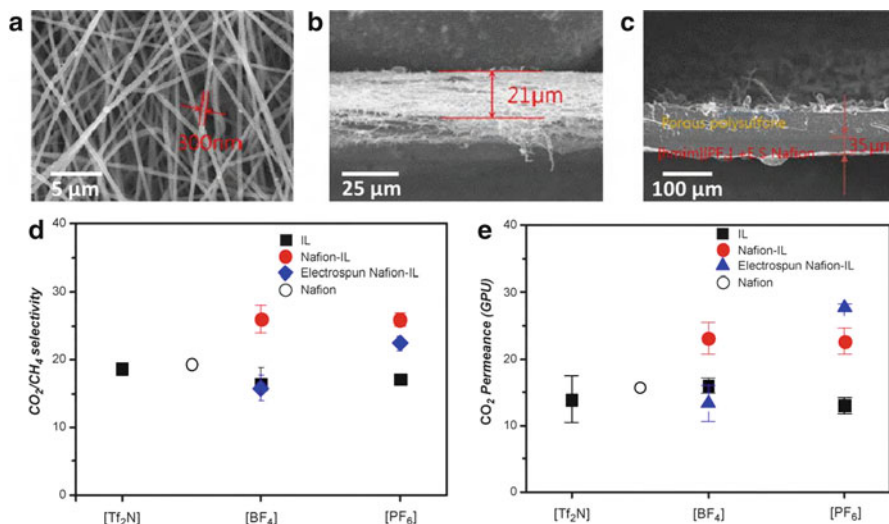 a
300nm
5 μm
b
21μm
25 μm
c
Porous polysulfone
35μm
100 μm
d
CO₂/CH₄ selectivity
40
30
20
10
0
IL
Nafion-IL
Electrospun Nafion-IL
Nafion
[Tf₂N]
[BF₄]
[PF₆]
e
CO₂ Permeance (GPU)
40
30
20
10
0
IL
Nafion-IL
Electrospun Nafion-IL
Nafion
[Tf₂N]
[BF₄]
[PF₆]